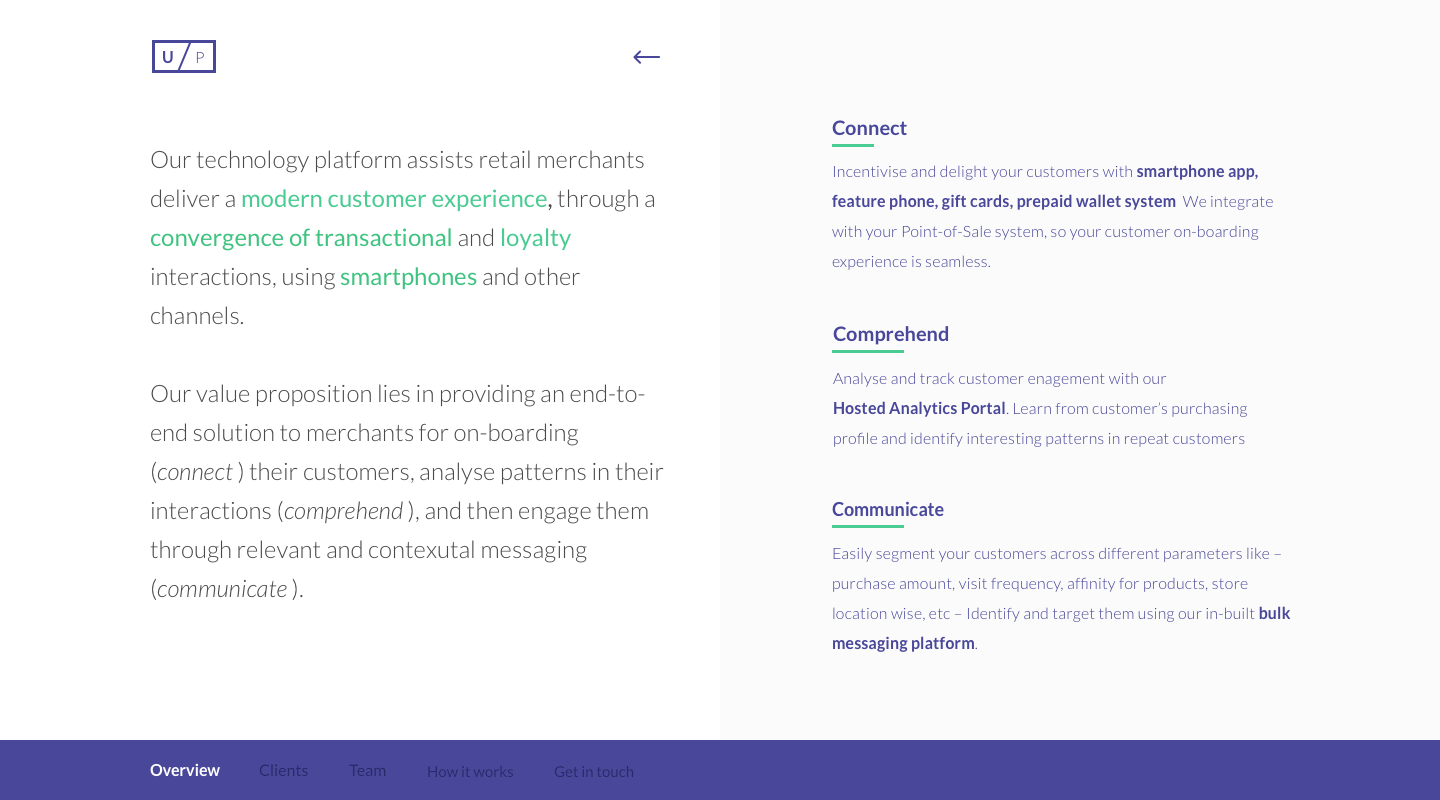 U/P
Our technology platform assists retail merchants
deliver a modern customer experience, through a
convergence of transactional and loyalty
interactions, using smartphones and other
channels.
Our value proposition lies in providing an end-to-
end solution to merchants for on-boarding
(connect ) their customers, analyse patterns in their
interactions (comprehend ), and then engage them
through relevant and contexutal messaging
(communicate ).
Connect
Incentivise and delight your customers with smartphone app,
feature phone, gift cards, prepaid wallet system  We integrate
with your Point-of-Sale system, so your customer on-boarding
experience is seamless.
Comprehend
Analyse and track customer enagement with our
Hosted Analytics Portal. Learn from customer’s purchasing
profile and identify interesting patterns in repeat customers
Communicate
Easily segment your customers across different parameters like –
purchase amount, visit frequency, affinity for products, store
location wise, etc – Identify and target them using our in-built bulk
messaging platform.
Overview Clients Team How it works Get in touch